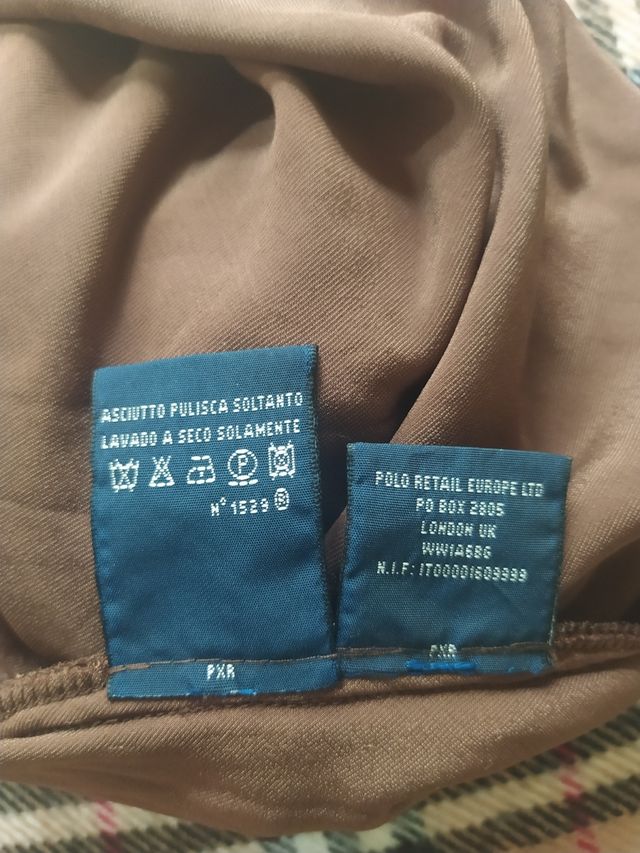 ASCIUTTO PULISCA SOLTANTO
LAVADO A SECO SOLAMENTE
P
N° 1529 ®
PXR
POLO RETAIL EUROPE LTD
PO BOX 2805
LONDON UK
WW1A6BG
N.I.F: IT00001609999
PXR